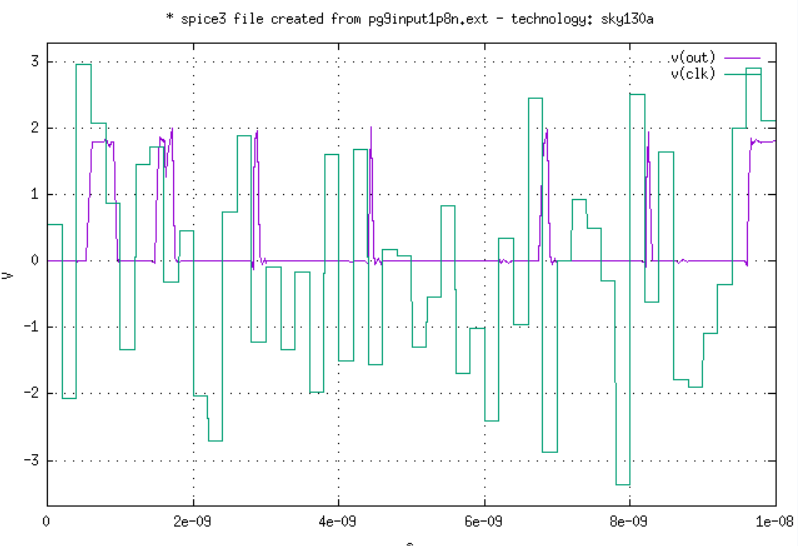 * spice3 file created from pg9input1p8n.ext - technology: sky130a
v(out)
v(clk)
3
2
1
0
-1
-2
-3
V
0 2e-09 4e-09 6e-09 8e-09 1e-08